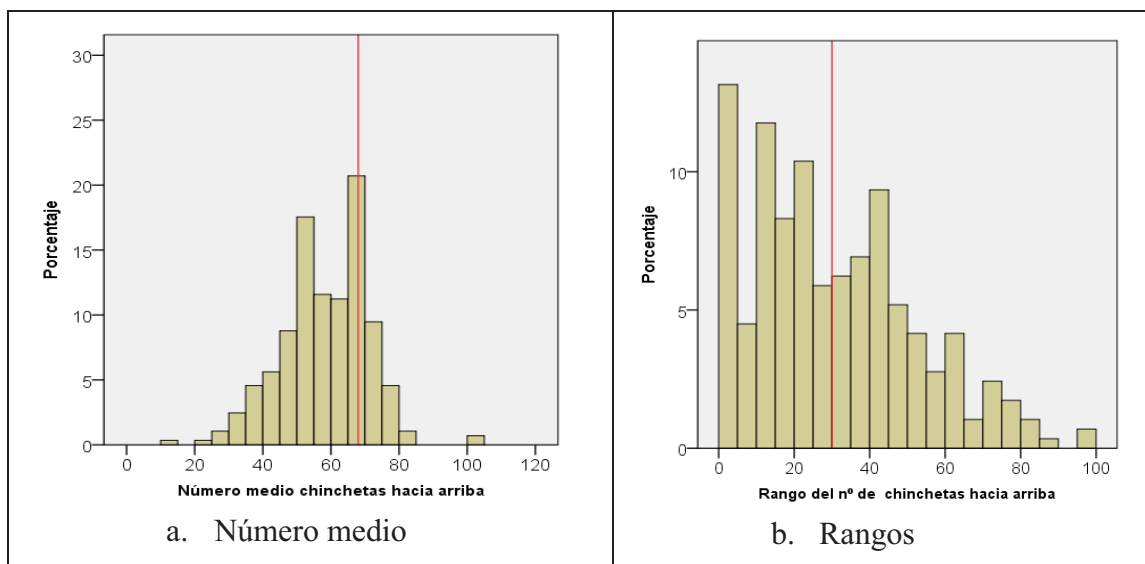 30
25
20
15
10
5
0
Porcentaje
0 20 40 60 80 100 120
Número medio chinchetas hacia arriba
a. Número medio
10
5
0
Porcentaje
0 20 40 60 80 100
Rango del nº de chinchetas hacia arriba
b. Rangos